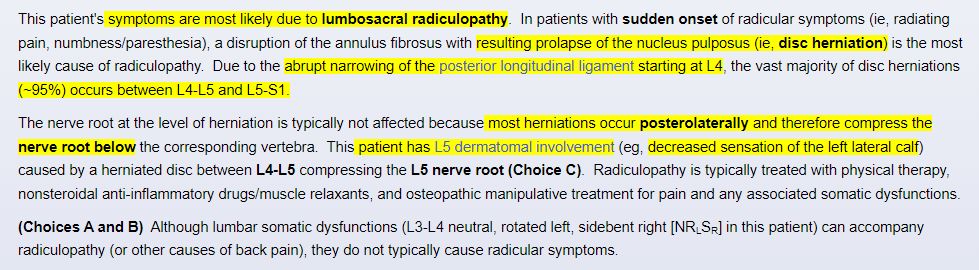 This patient's symptoms are most likely due to lumbosacral radiculopathy. In patients with sudden onset of radicular symptoms (ie, radiating
pain, numbness/paresthesia), a disruption of the annulus fibrosus with resulting prolapse of the nucleus pulposus (ie, disc herniation) is the most
likely cause of radiculopathy. Due to the abrupt narrowing of the posterior longitudinal ligament starting at L4, the vast majority of disc herniations
(~95%) occurs between L4-L5 and L5-S1.
The nerve root at the level of herniation is typically not affected because most herniations occur posterolaterally and therefore compress the
nerve root below the corresponding vertebra. This patient has L5 dermatomal involvement (eg, decreased sensation of the left lateral calf)
caused by a herniated disc between L4-L5 compressing the L5 nerve root (Choice C). Radiculopathy is typically treated with physical therapy,
nonsteroidal anti-inflammatory drugs/muscle relaxants, and osteopathic manipulative treatment for pain and any associated somatic dysfunctions.
(Choices A and B) Although lumbar somatic dysfunctions (L3-L4 neutral, rotated left, sidebent right [NRLSR] in this patient) can accompany
radiculopathy (or other causes of back pain), they do not typically cause radicular symptoms.